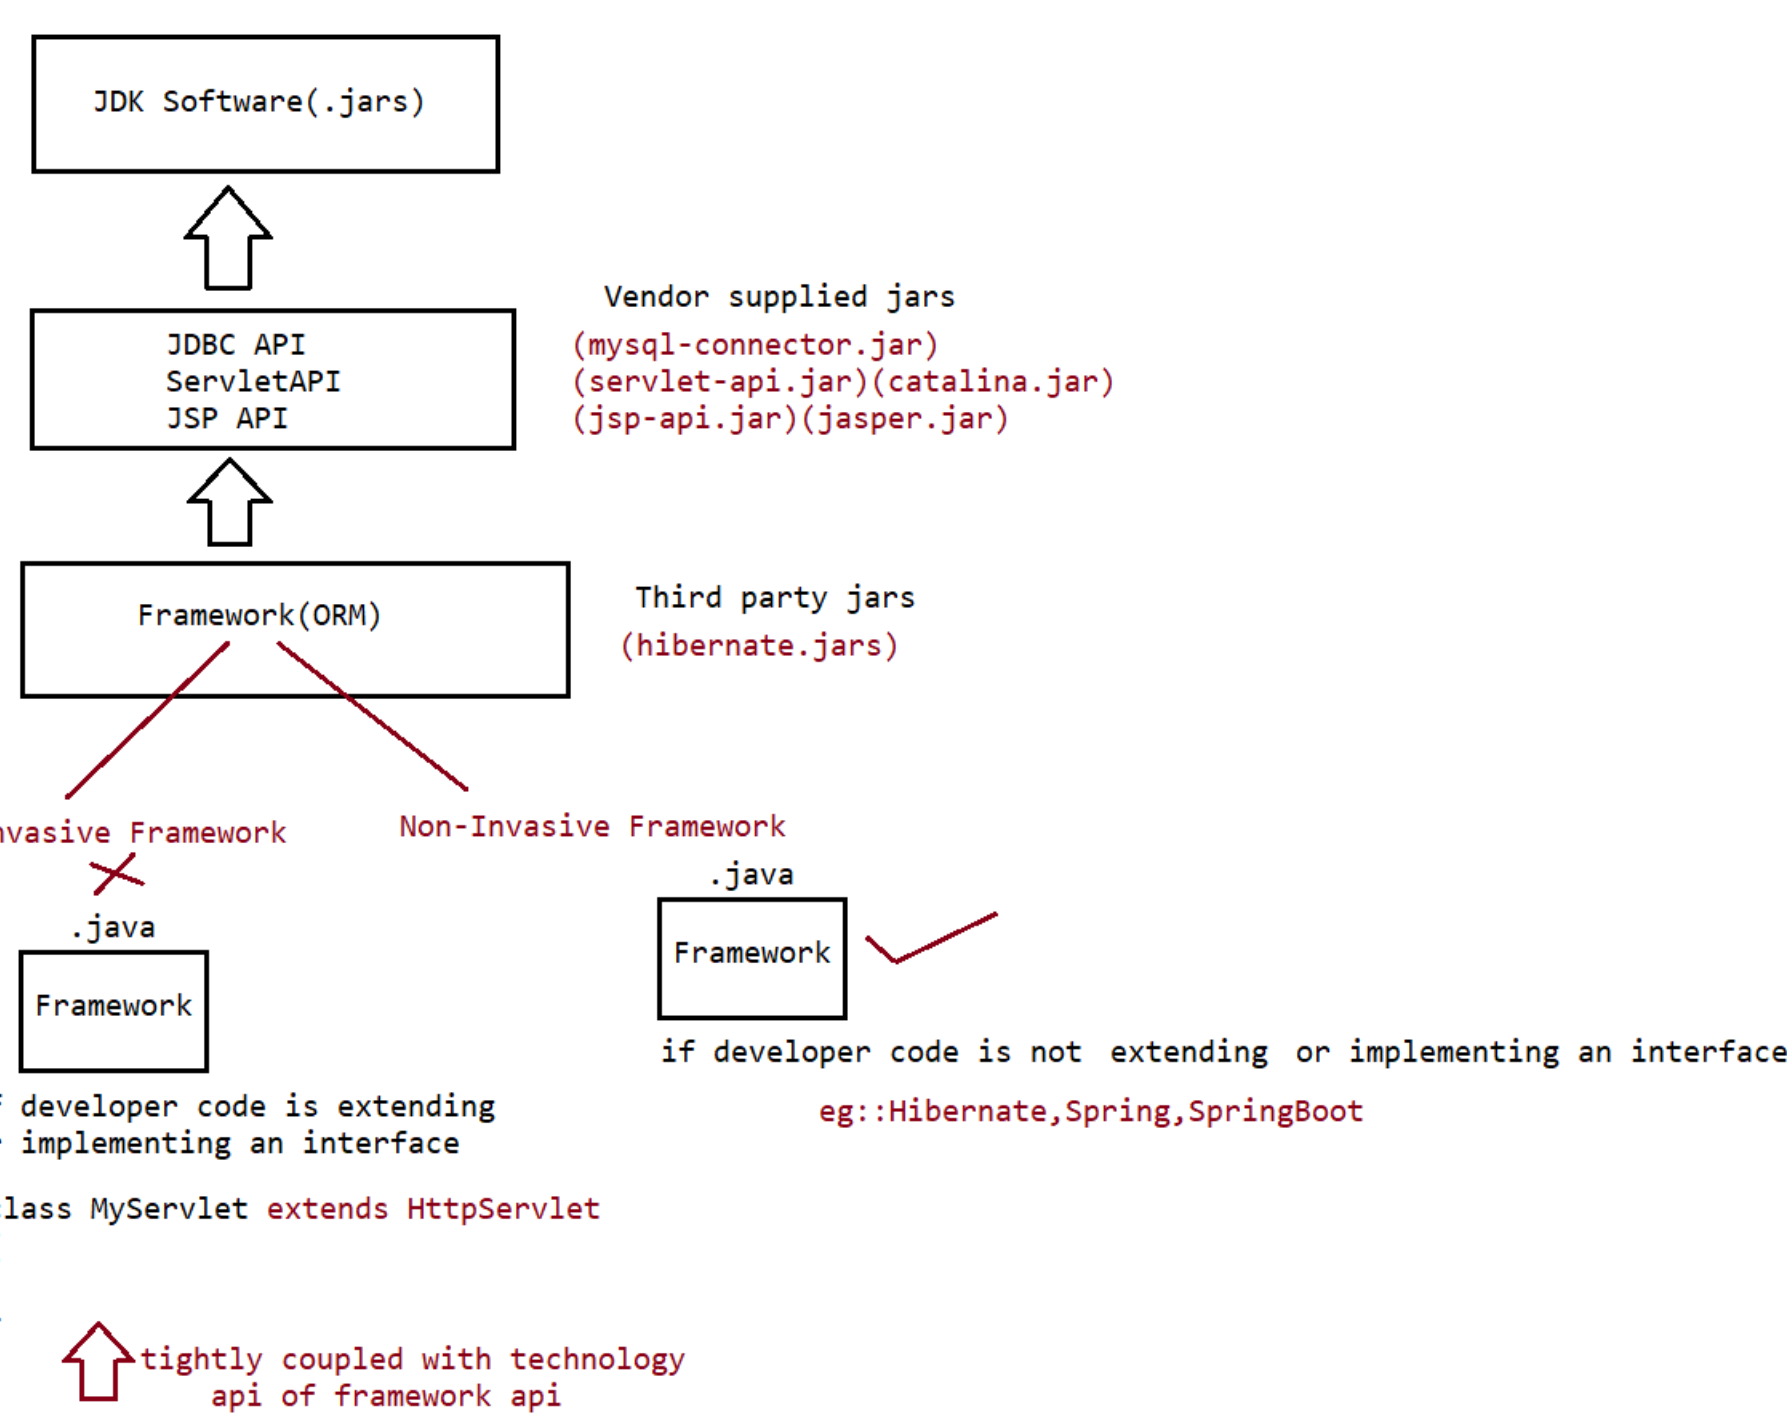 JDK Software(.jars)
Vendor supplied jars
JDBC API (mysql-connector.jar)
ServletAPI (servlet-api.jar)(catalina.jar)
JSP API (jsp-api.jar)(jasper.jar)
Third party jars
Framework(ORM)
(hibernate.jars)
nvasive Framework
Non-Invasive Framework
.java
Framework
if developer code is not extending or implementing an interface
eg::Hibernate,Spring,SpringBoot
.java
Framework
developer code is extending
implementing an interface
class MyServlet extends HttpServlet
tightly coupled with technology
api of framework api